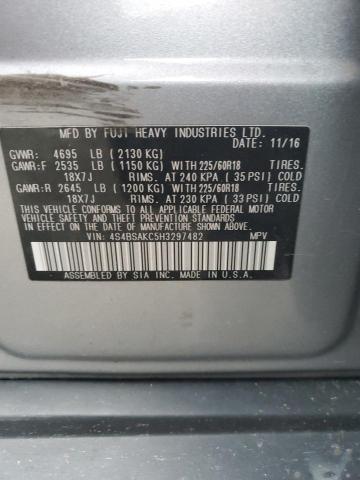 MFD BY FUJI HEAVY INDUSTRIES LTD.
DATE: 11/16
GVWR: 4695 LB (2130 KG)
GAWR:F 2535 LB (1150 KG) WITH 225/60R18 TIRES.
18X7J RIMS. AT 240 KPA (35 PSI) COLD
GAWR:R 2645 LB (1200 KG) WITH 225/60R18 TIRES.
18X7J RIMS. AT 230 KPA (33 PSI) COLD
THIS VEHICLE CONFORMS TO ALL APPLICABLE FEDERAL MOTOR
VEHICLE SAFETY STANDARDS IN EFFECT ON THE DATE OF
MANUFACTURE SHOWN ABOVE.
VIN: 4S4BSAKC5H3297482 MPV
ASSEMBLED BY SIA INC. MADE IN U.S.A.